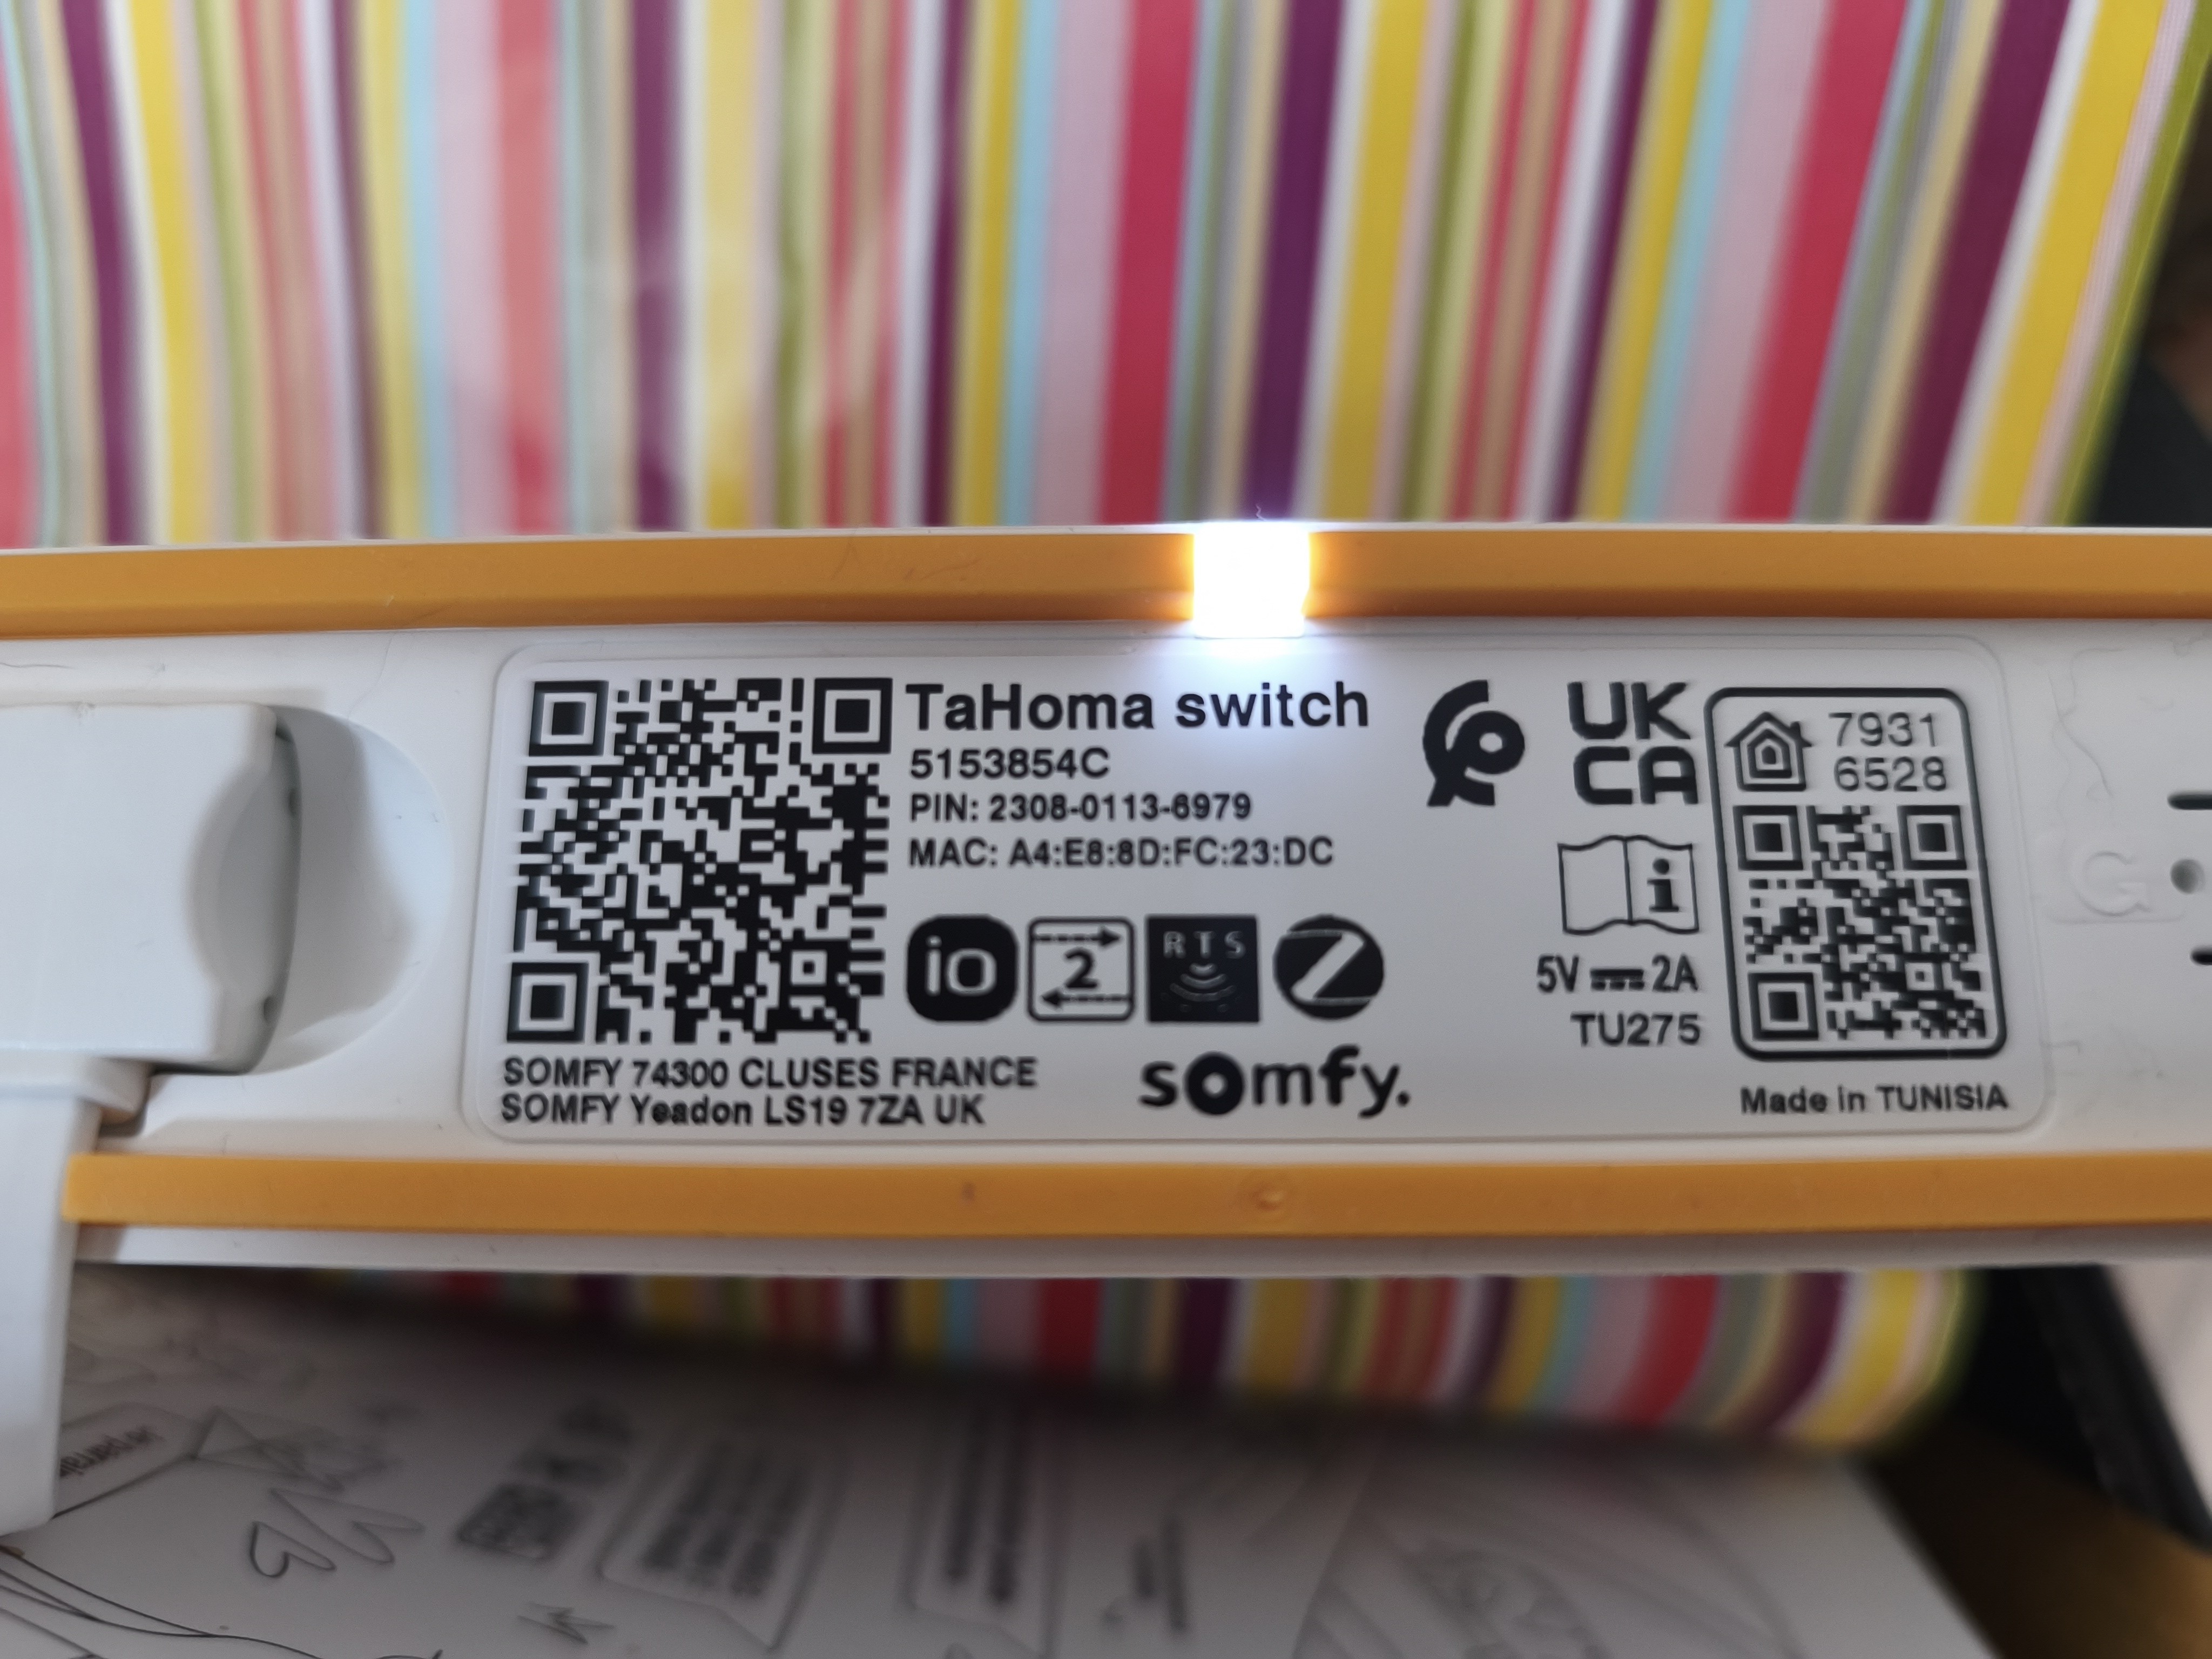 TaHoma switch
5153854C
PIN: 2308-0113-6979
MAC: A4:E8:8D:FC:23:DC
io
2
RTS
SOMFY 74300 CLUSES FRANCE
SOMFY Yeadon LS19 7ZA UK
somfy.
UK
CA
i
5V 2A
TU275
7931
6528
Made in TUNISIA